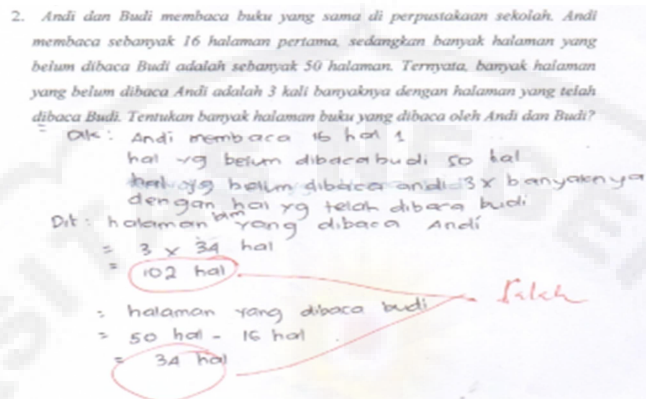 2. Andi dan Budi membaca buku yang sama di perpustakaan sekolah. Andi
membaca sebanyak 16 halaman pertama, sedangkan banyak halaman yang
belum dibaca Budi adalah sebanyak 50 halaman. Ternyata, banyak halaman
yang belum dibaca Andi adalah 3 kali banyaknya dengan halaman yang telah
dibaca Budi. Tentukan banyak halaman buku yang dibaca oleh Andi dan Budi?
Dik : Andi membaca 16 hal 1
hal yg belum dibaca budi 50 hal
hal yg belum dibaca andi 3x banyaknya
dengan hal yg telah dibaca budi
Dit : halaman blm yang dibaca Andi
= 3 x 34 hal
= 102 hal
= halaman yang dibaca budi
Salah
= 50 hal - 16 hal
= 34 hal